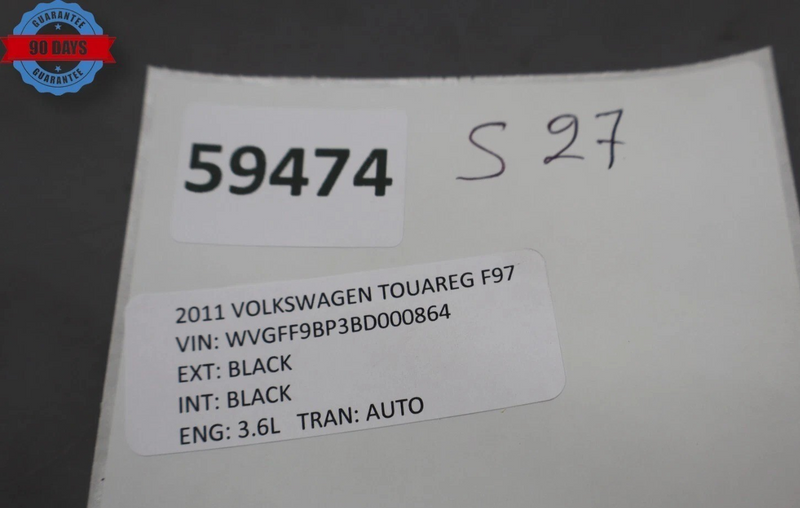 GUARANTEE
90 DAYS
GUARANTEE
59474
S 27
2011 VOLKSWAGEN TOUAREG F97
VIN: WVGFF9BP3BD000864
EXT: BLACK
INT: BLACK
ENG: 3.6L TRAN: AUTO